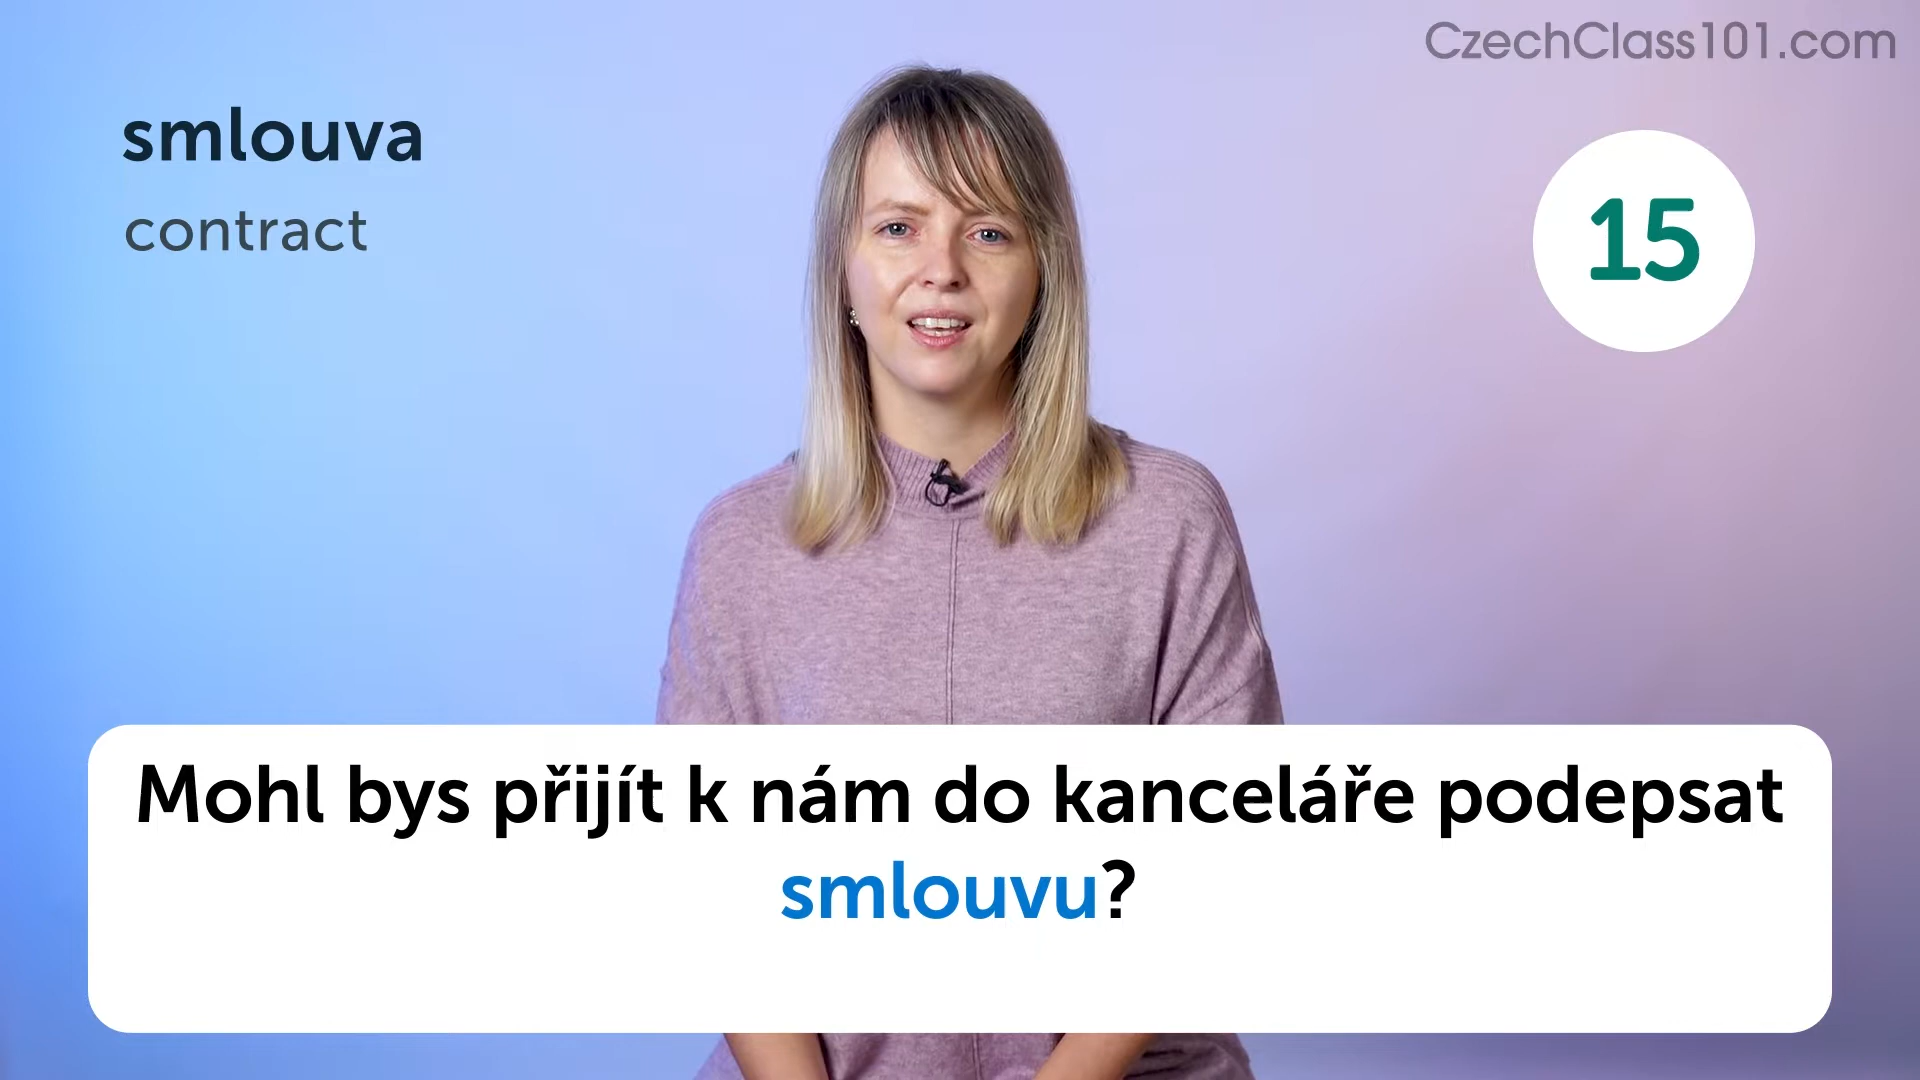 CzechClass101.com
smlouva
contract
15
Mohl bys přijít k nám do kanceláře podepsat
smlouvu?